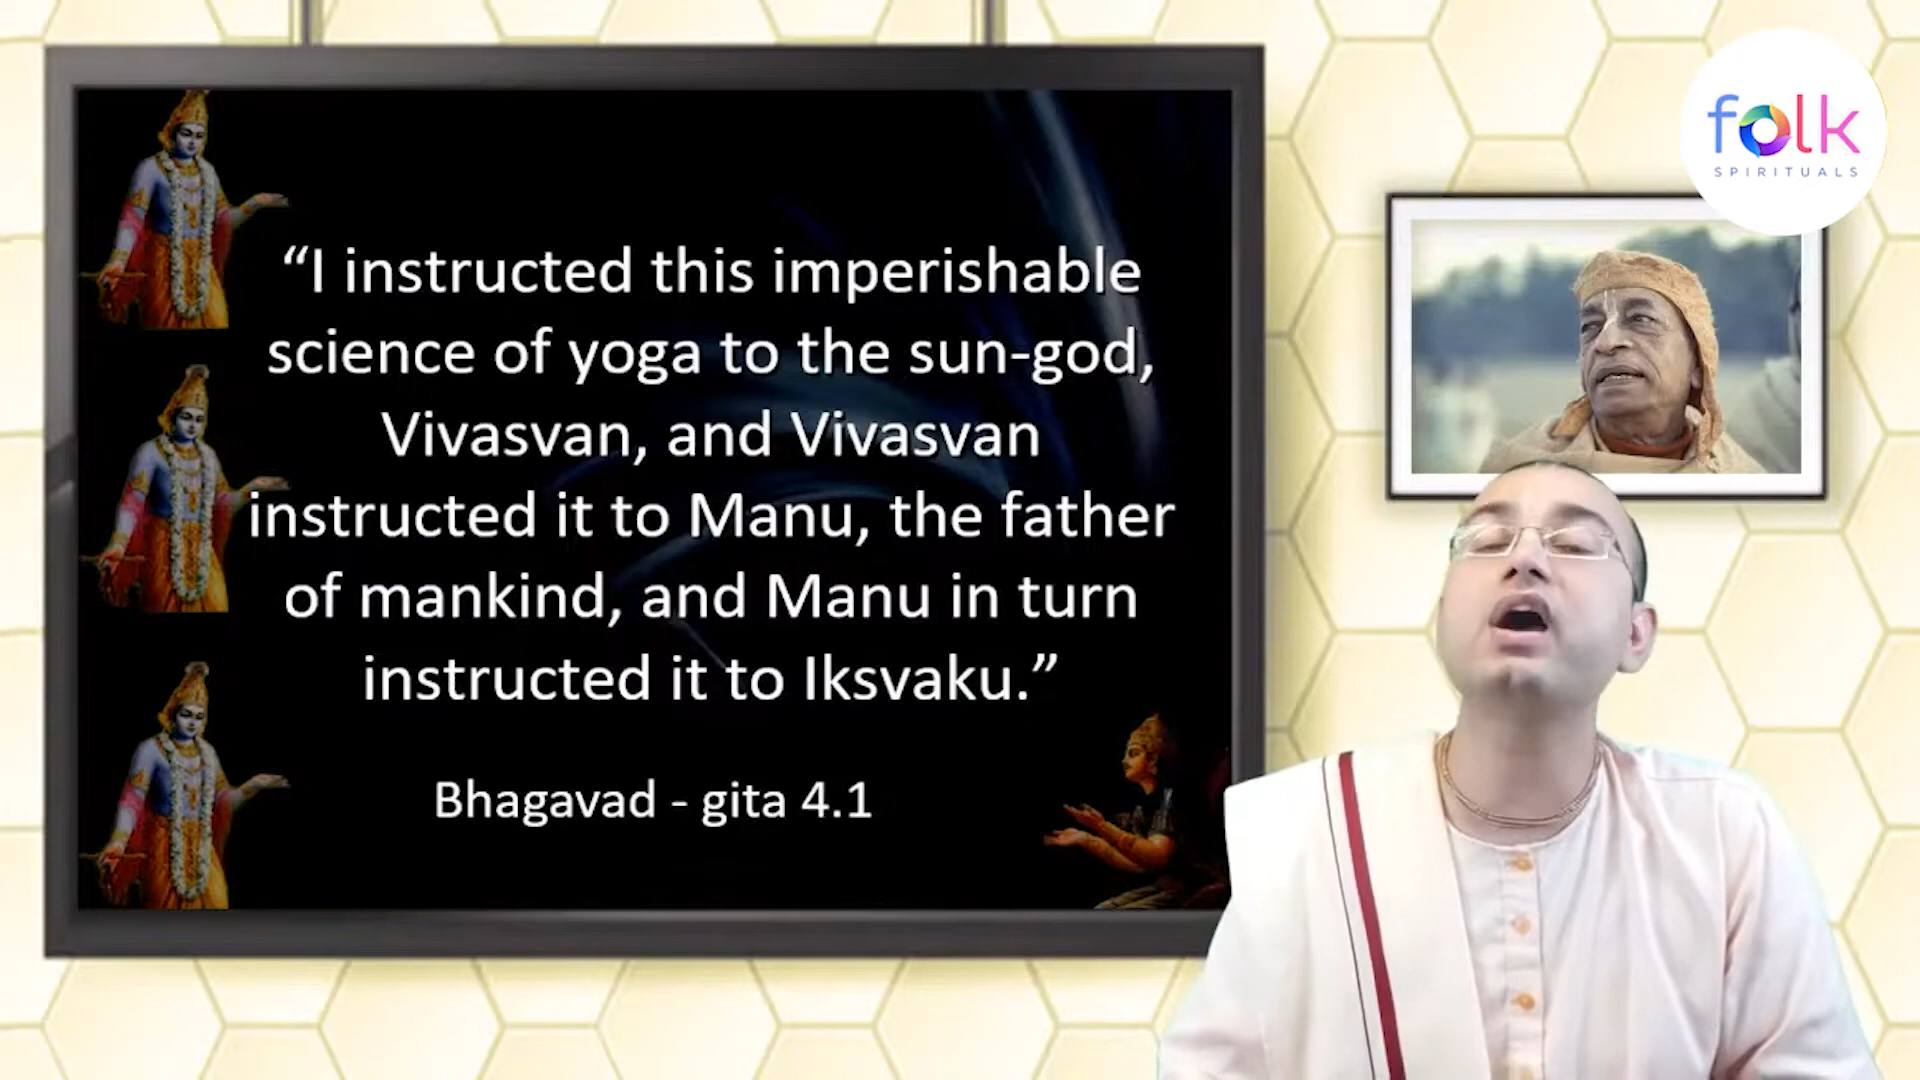 “I instructed this imperishable
science of yoga to the sun-god,
Vivasvan, and Vivasvan
instructed it to Manu, the father
of mankind, and Manu in turn
instructed it to Iksvaku.”
Bhagavad - gita 4.1
folk
SPIRITUALS